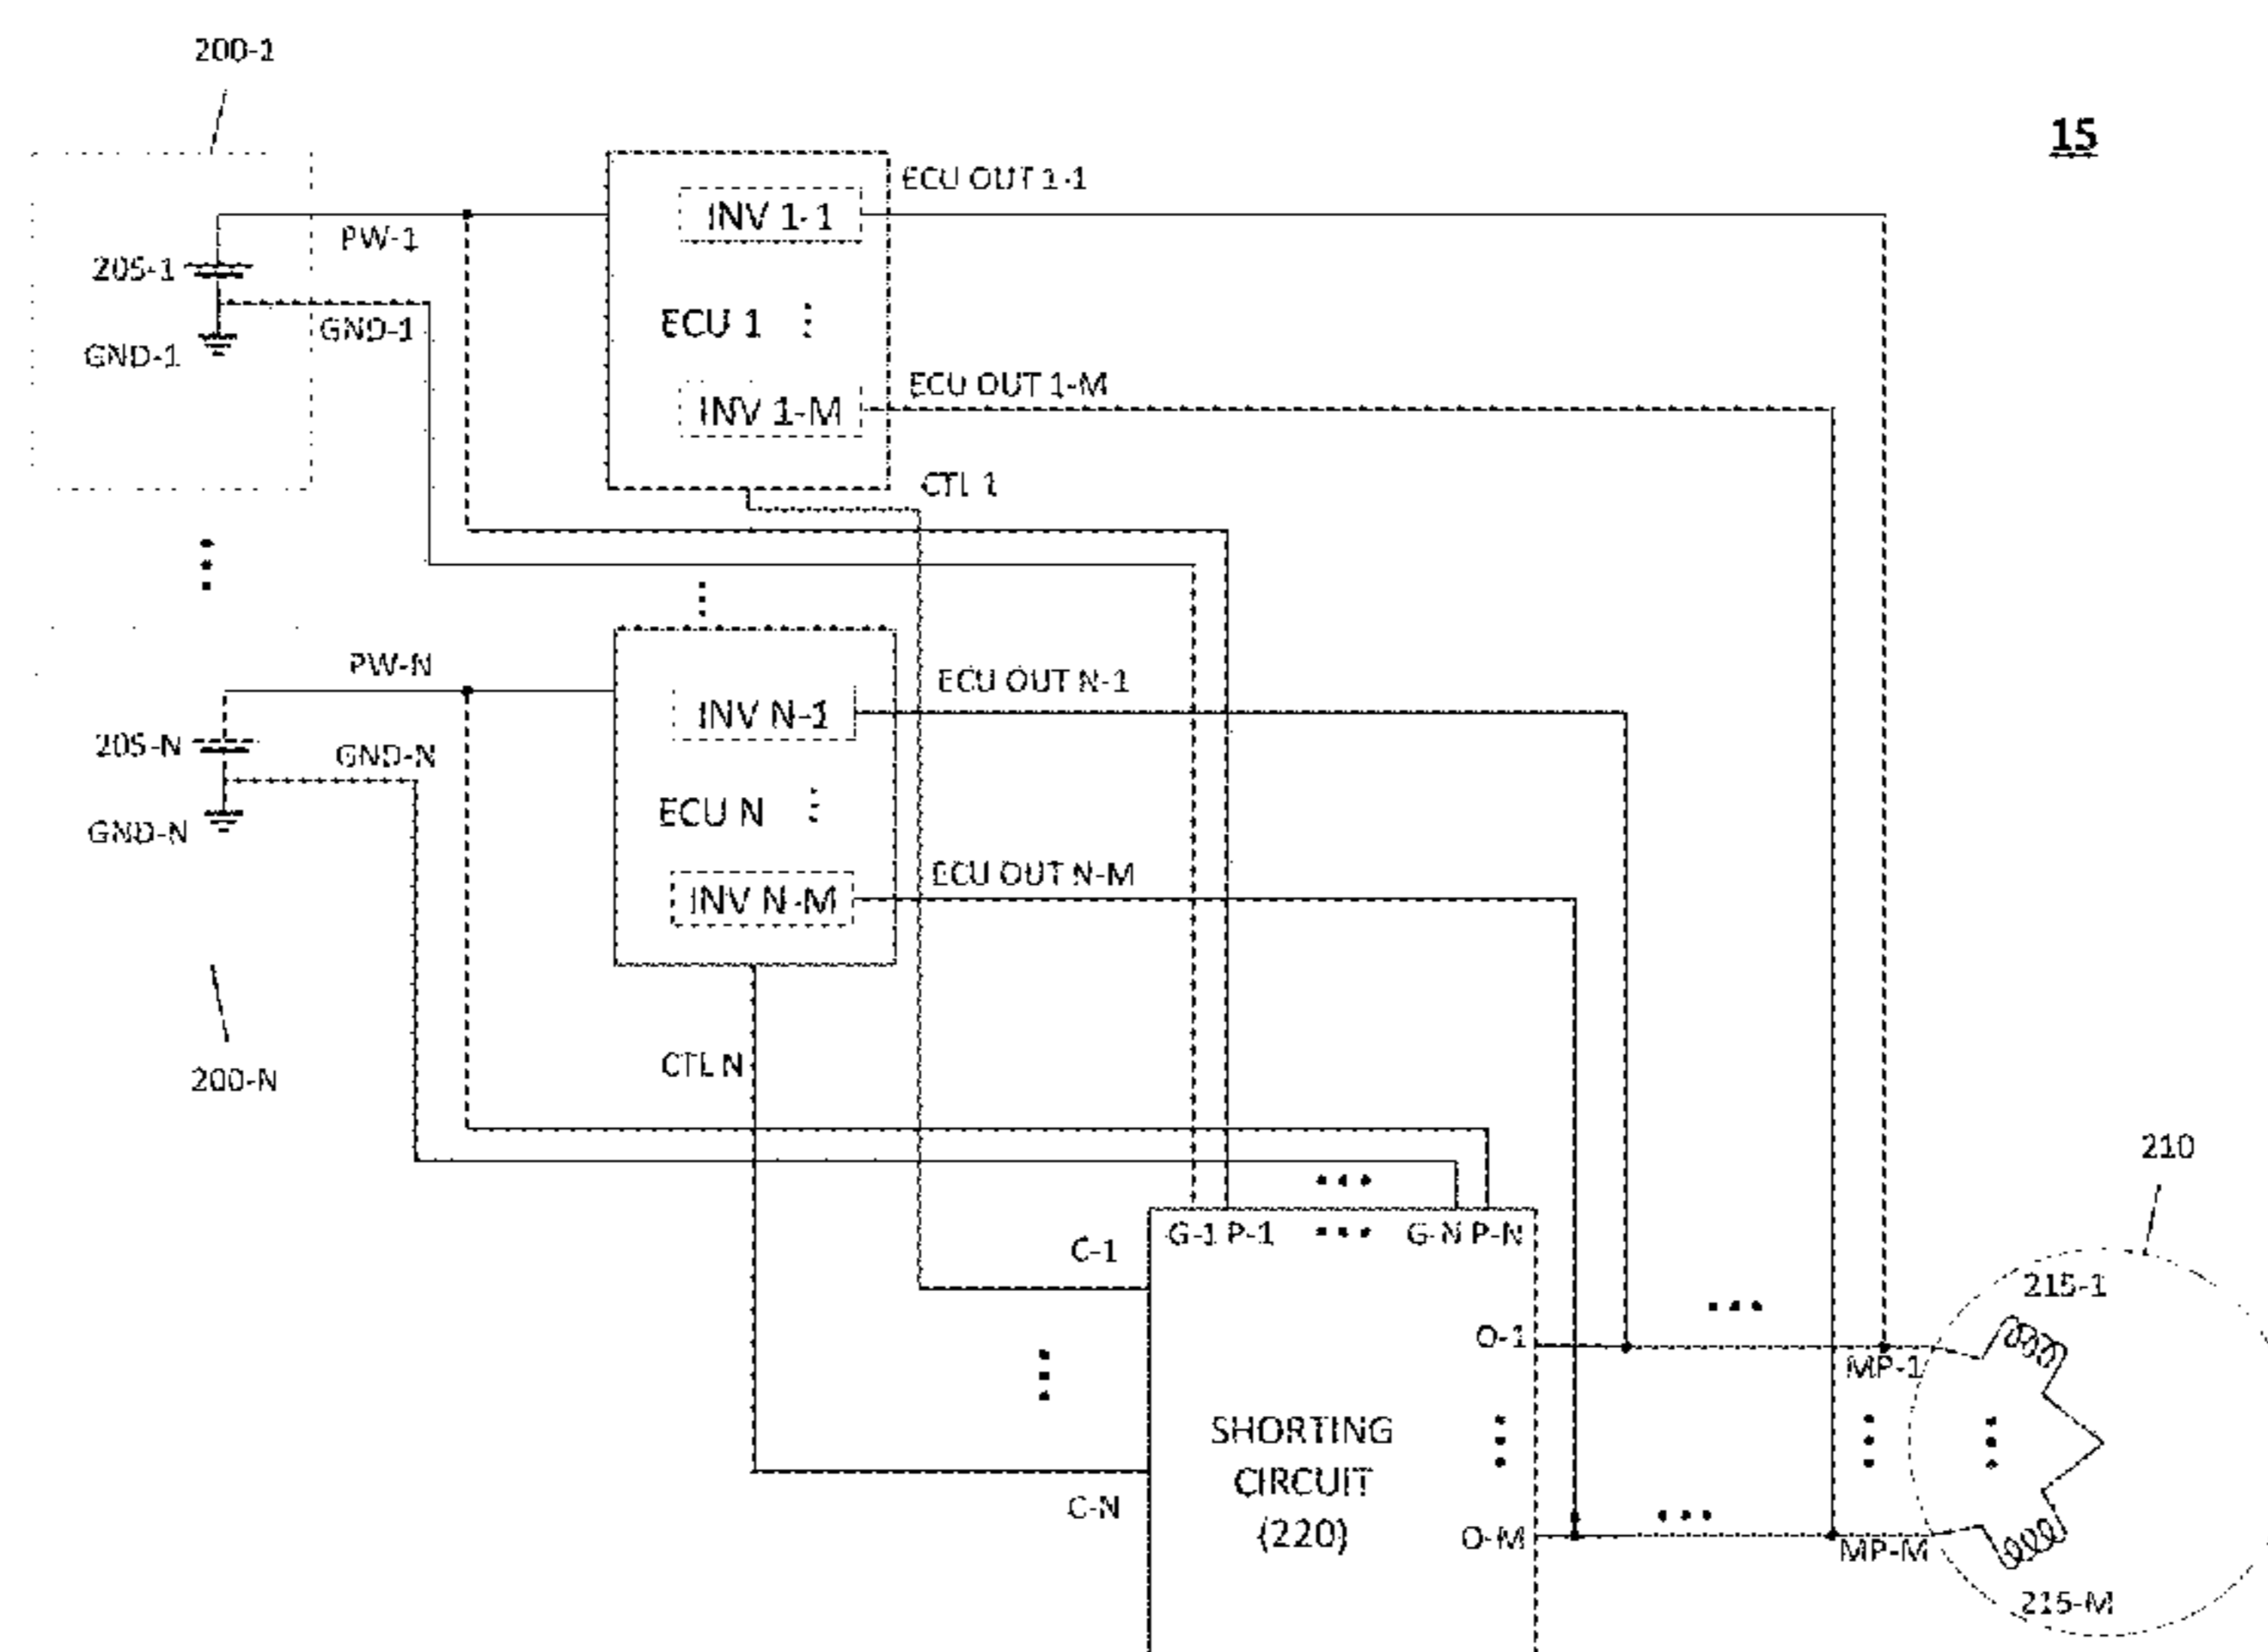 200-1
15
ECU OUT 1-1
INV 1-1
PW-1
205-1
GND-1
ECU 1
GND-1
ECU OUT 1-M
INV 1-M
CTL 1
PW-N
ECU OUT N-1
INV N-1
205-N
GND-N
ECU N
GND-N
ECU OUT N-M
INV N-M
CTL N
200-N
210
G-1 P-1
G-N P-N
C-1
215-1
O-1
MP-1
SHORTING
CIRCUIT
(220)
C-N
O-M
MP-M
215-M